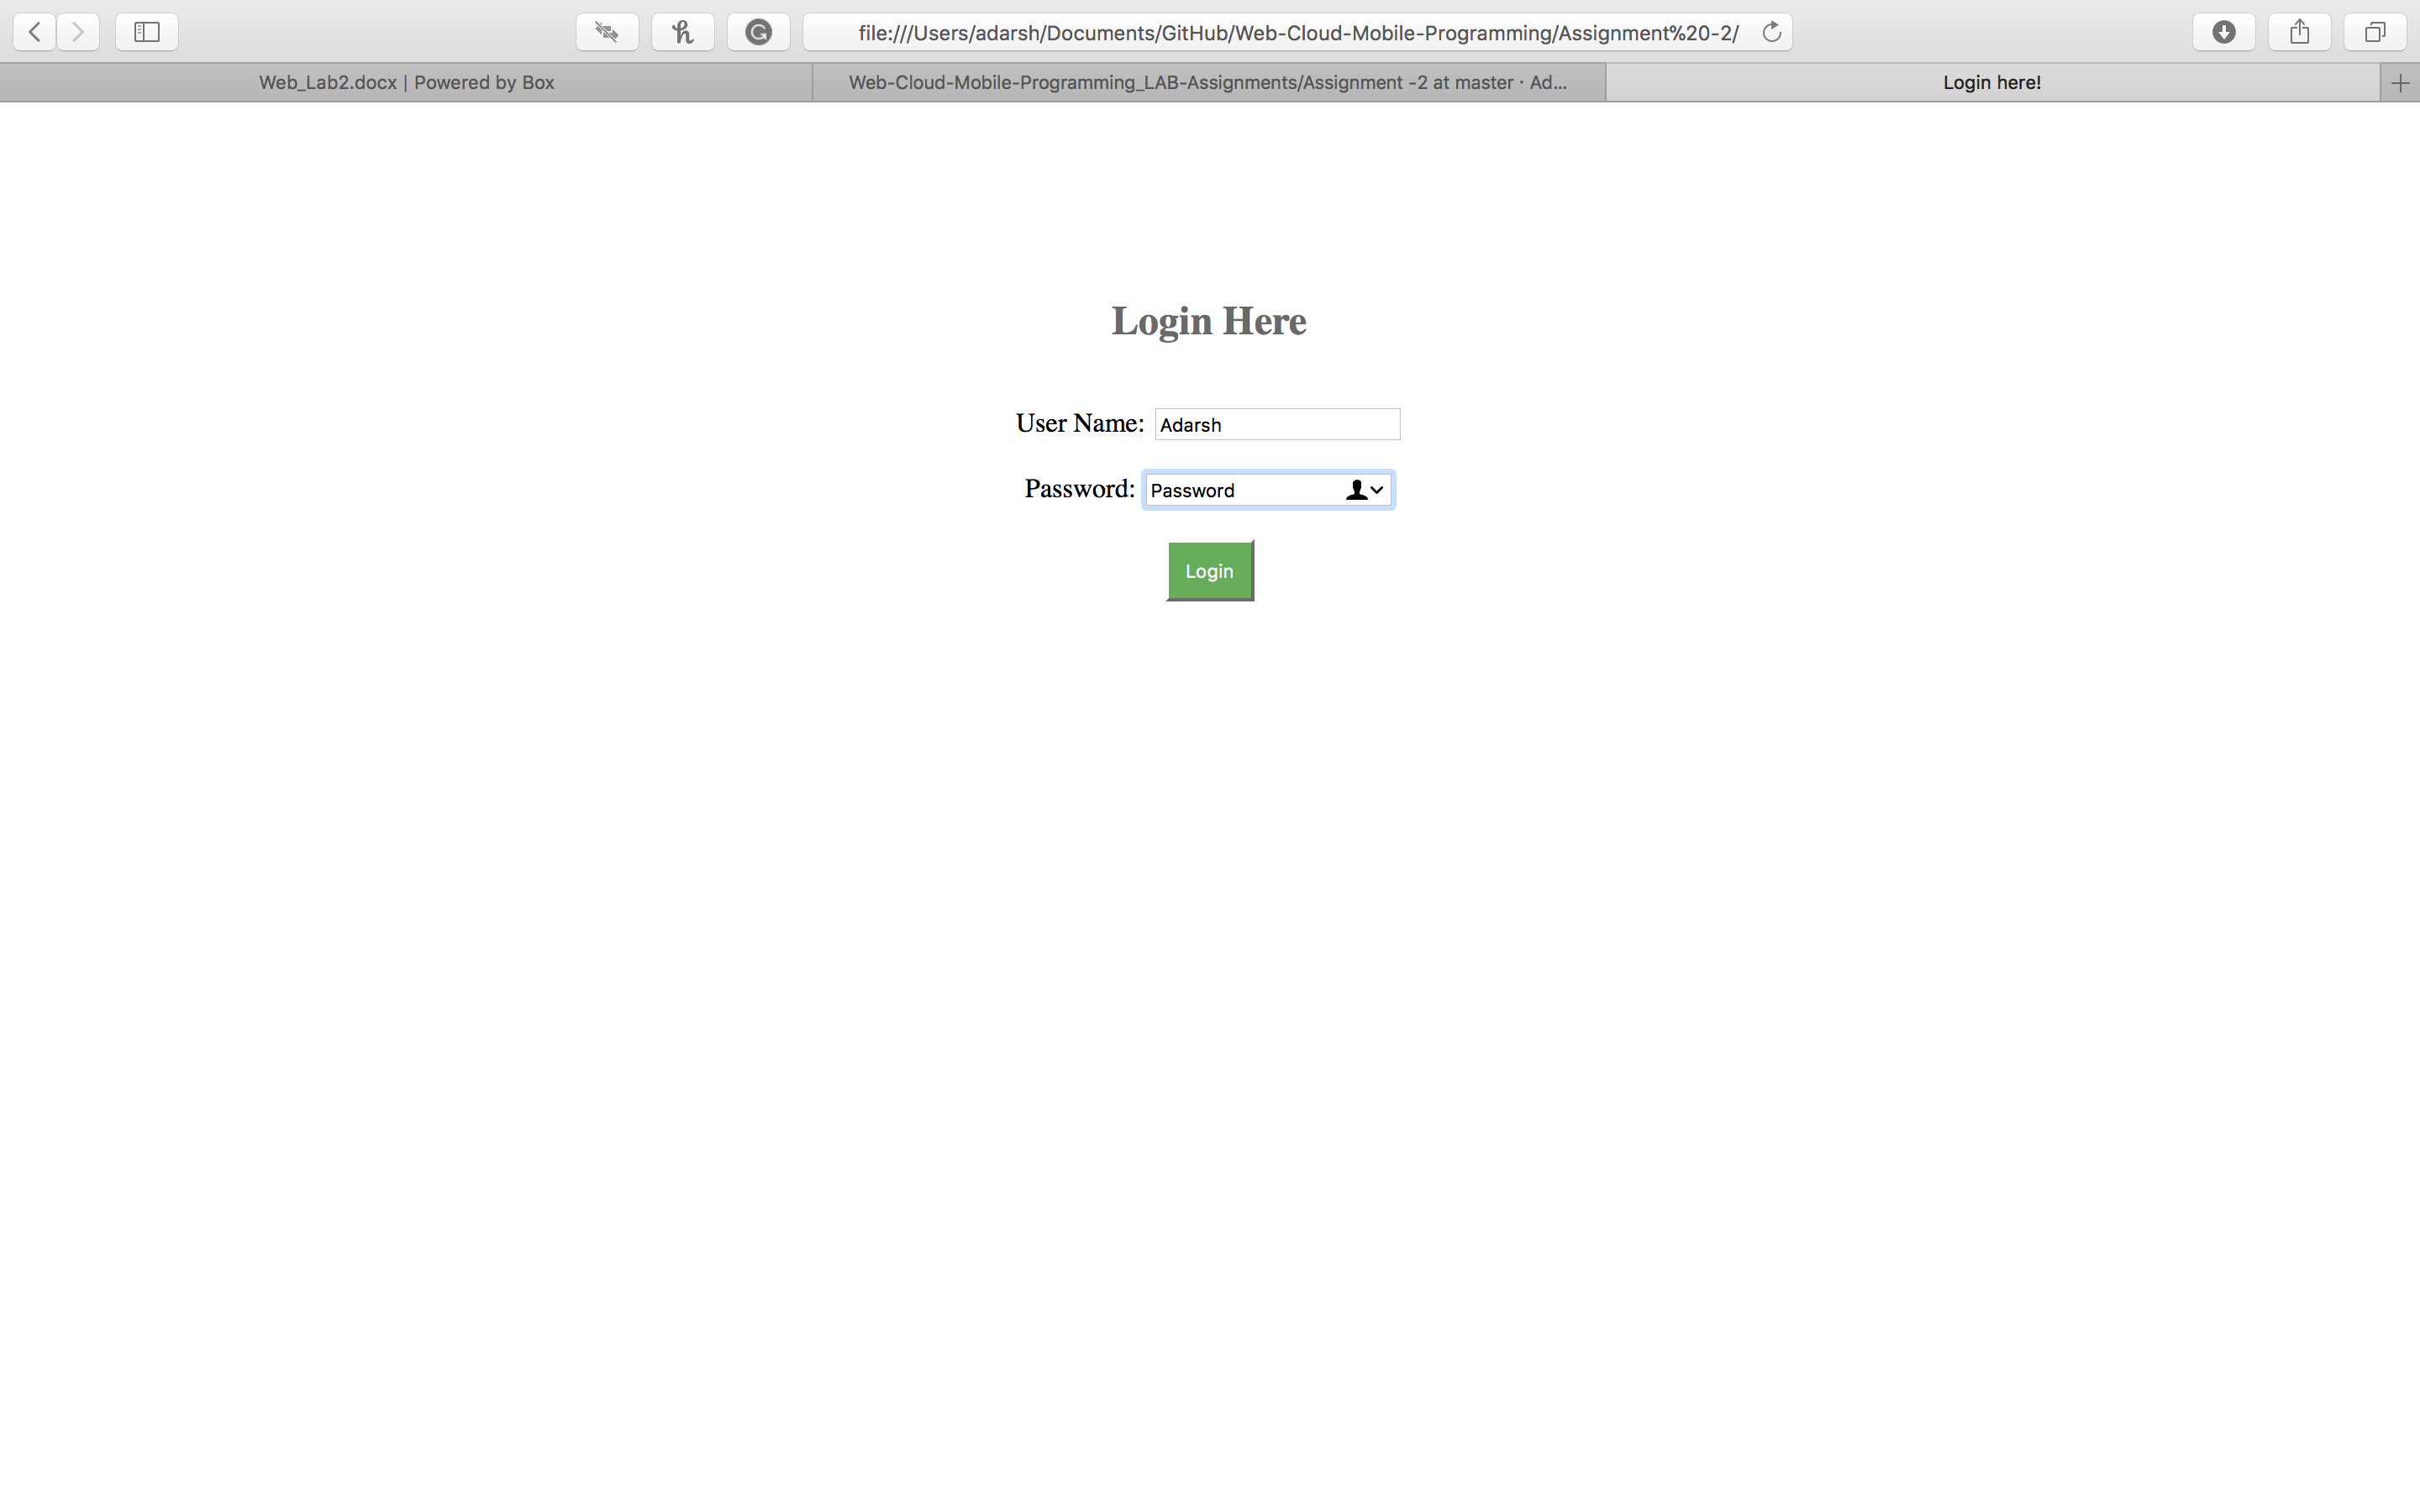 file:///Users/adarsh/Documents/GitHub/Web-Cloud-Mobile-Programming/Assignment%20-2/
Web_Lab2.docx | Powered by Box
Web-Cloud-Mobile-Programming_LAB-Assignments/Assignment -2 at master · Ad...
Login here!
Login Here
User Name: Adarsh
Password: Password
Login